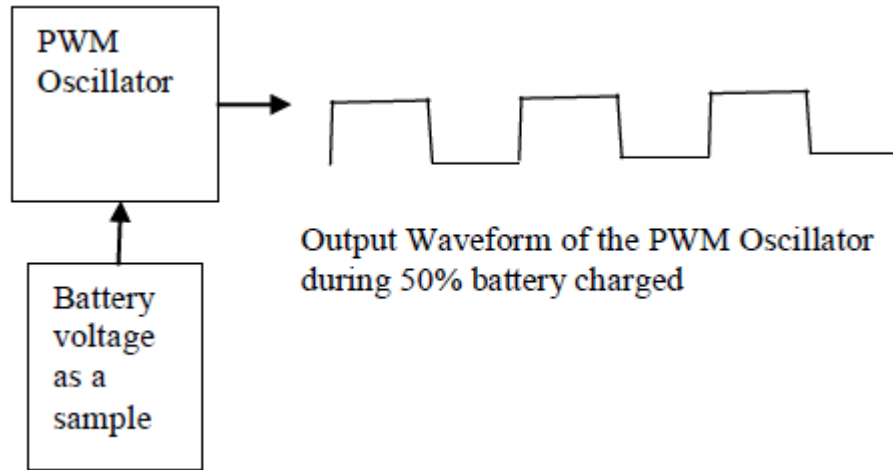 PWM
Oscillator
Output Waveform of the PWM Oscillator
during 50% battery charged
Battery
voltage
as a
sample